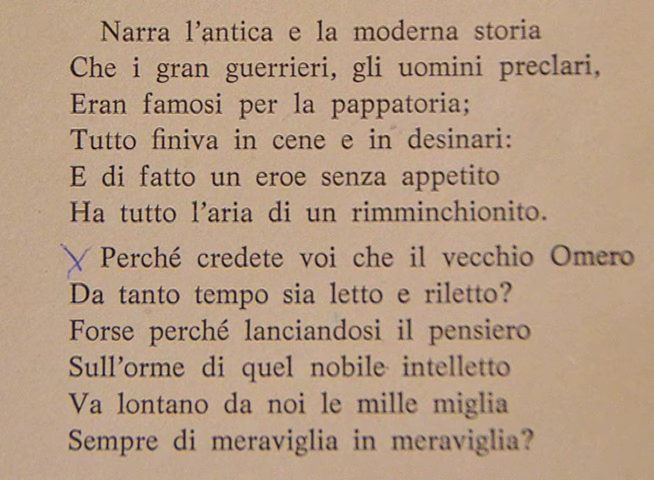 Narra l'antica e la moderna storia
Che i gran guerrieri, gli uomini preclari,
Eran famosi per la pappatoria;
Tutto finiva in cene e in desinari:
E di fatto un eroe senza appetito
Ha tutto l'aria di un rimminchionito.
Perché credete voi che il vecchio Omero
Da tanto tempo sia letto e riletto?
Forse perché lanciandosi il pensiero
Sull'orme di quel nobile intelletto
Va lontano da noi le mille miglia
Sempre di meraviglia in meraviglia?